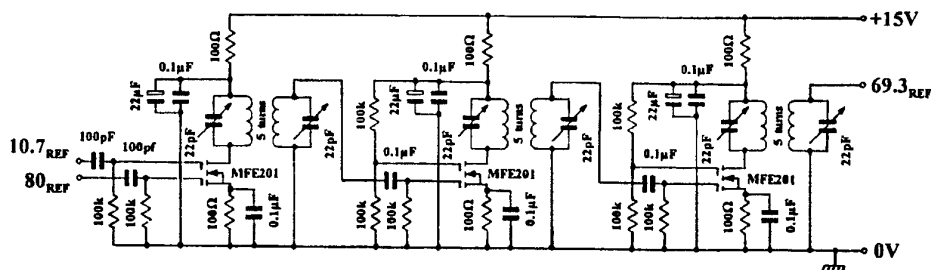 +15V
100Ω
100Ω
100Ω
0.1µF
0.1µF
0.1µF
22µF
22µF
22µF
100k
100k
69.3REF
5 turns
5 turns
5 turns
22pF
22pF
22pF
22pF
22pF
22pF
100pF
10.7REF
100pf
0.1µF
0.1µF
80REF
MFE201
MFE201
MFE201
100k
100k
100Ω
0.1µF
100k
100k
100Ω
0.1µF
100k
100k
100Ω
0.1µF
0V